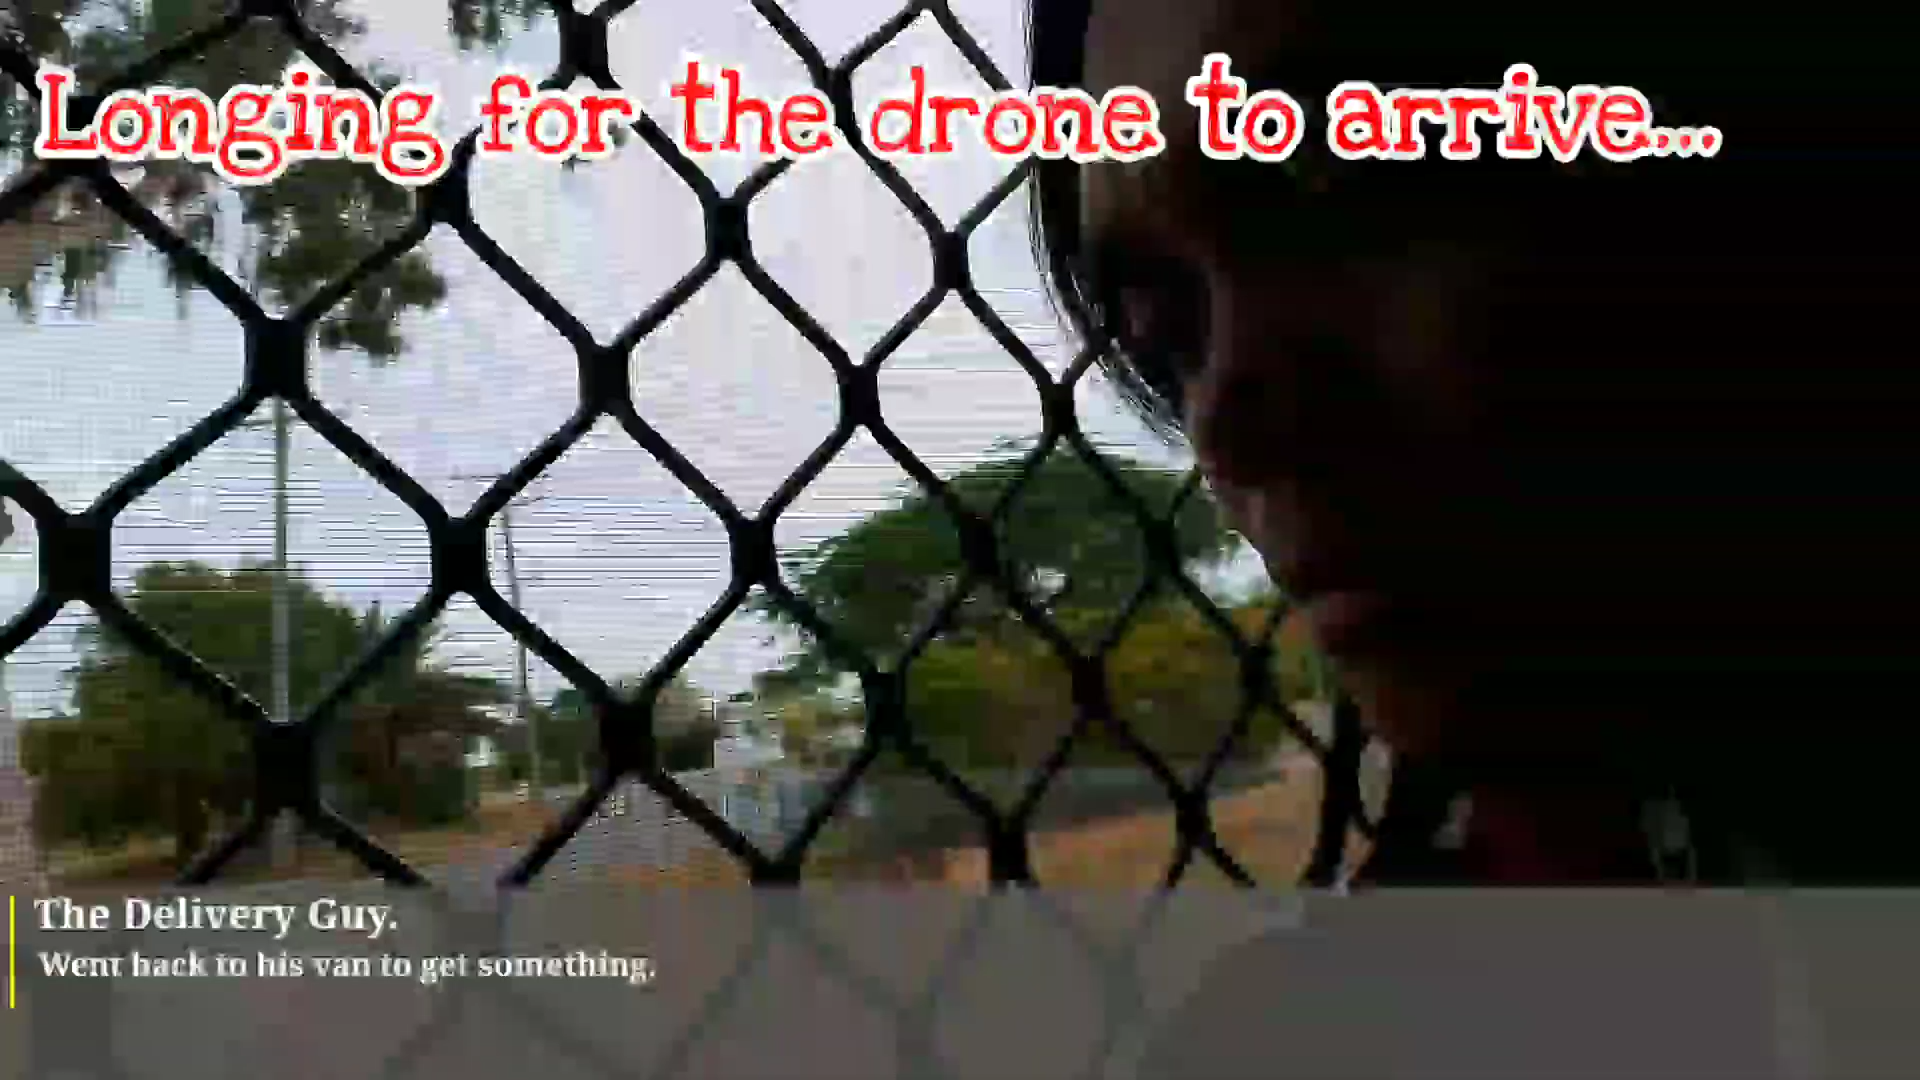 Longing for the drone to arrive...
The Delivery Guy.
Went back to his van to get something.